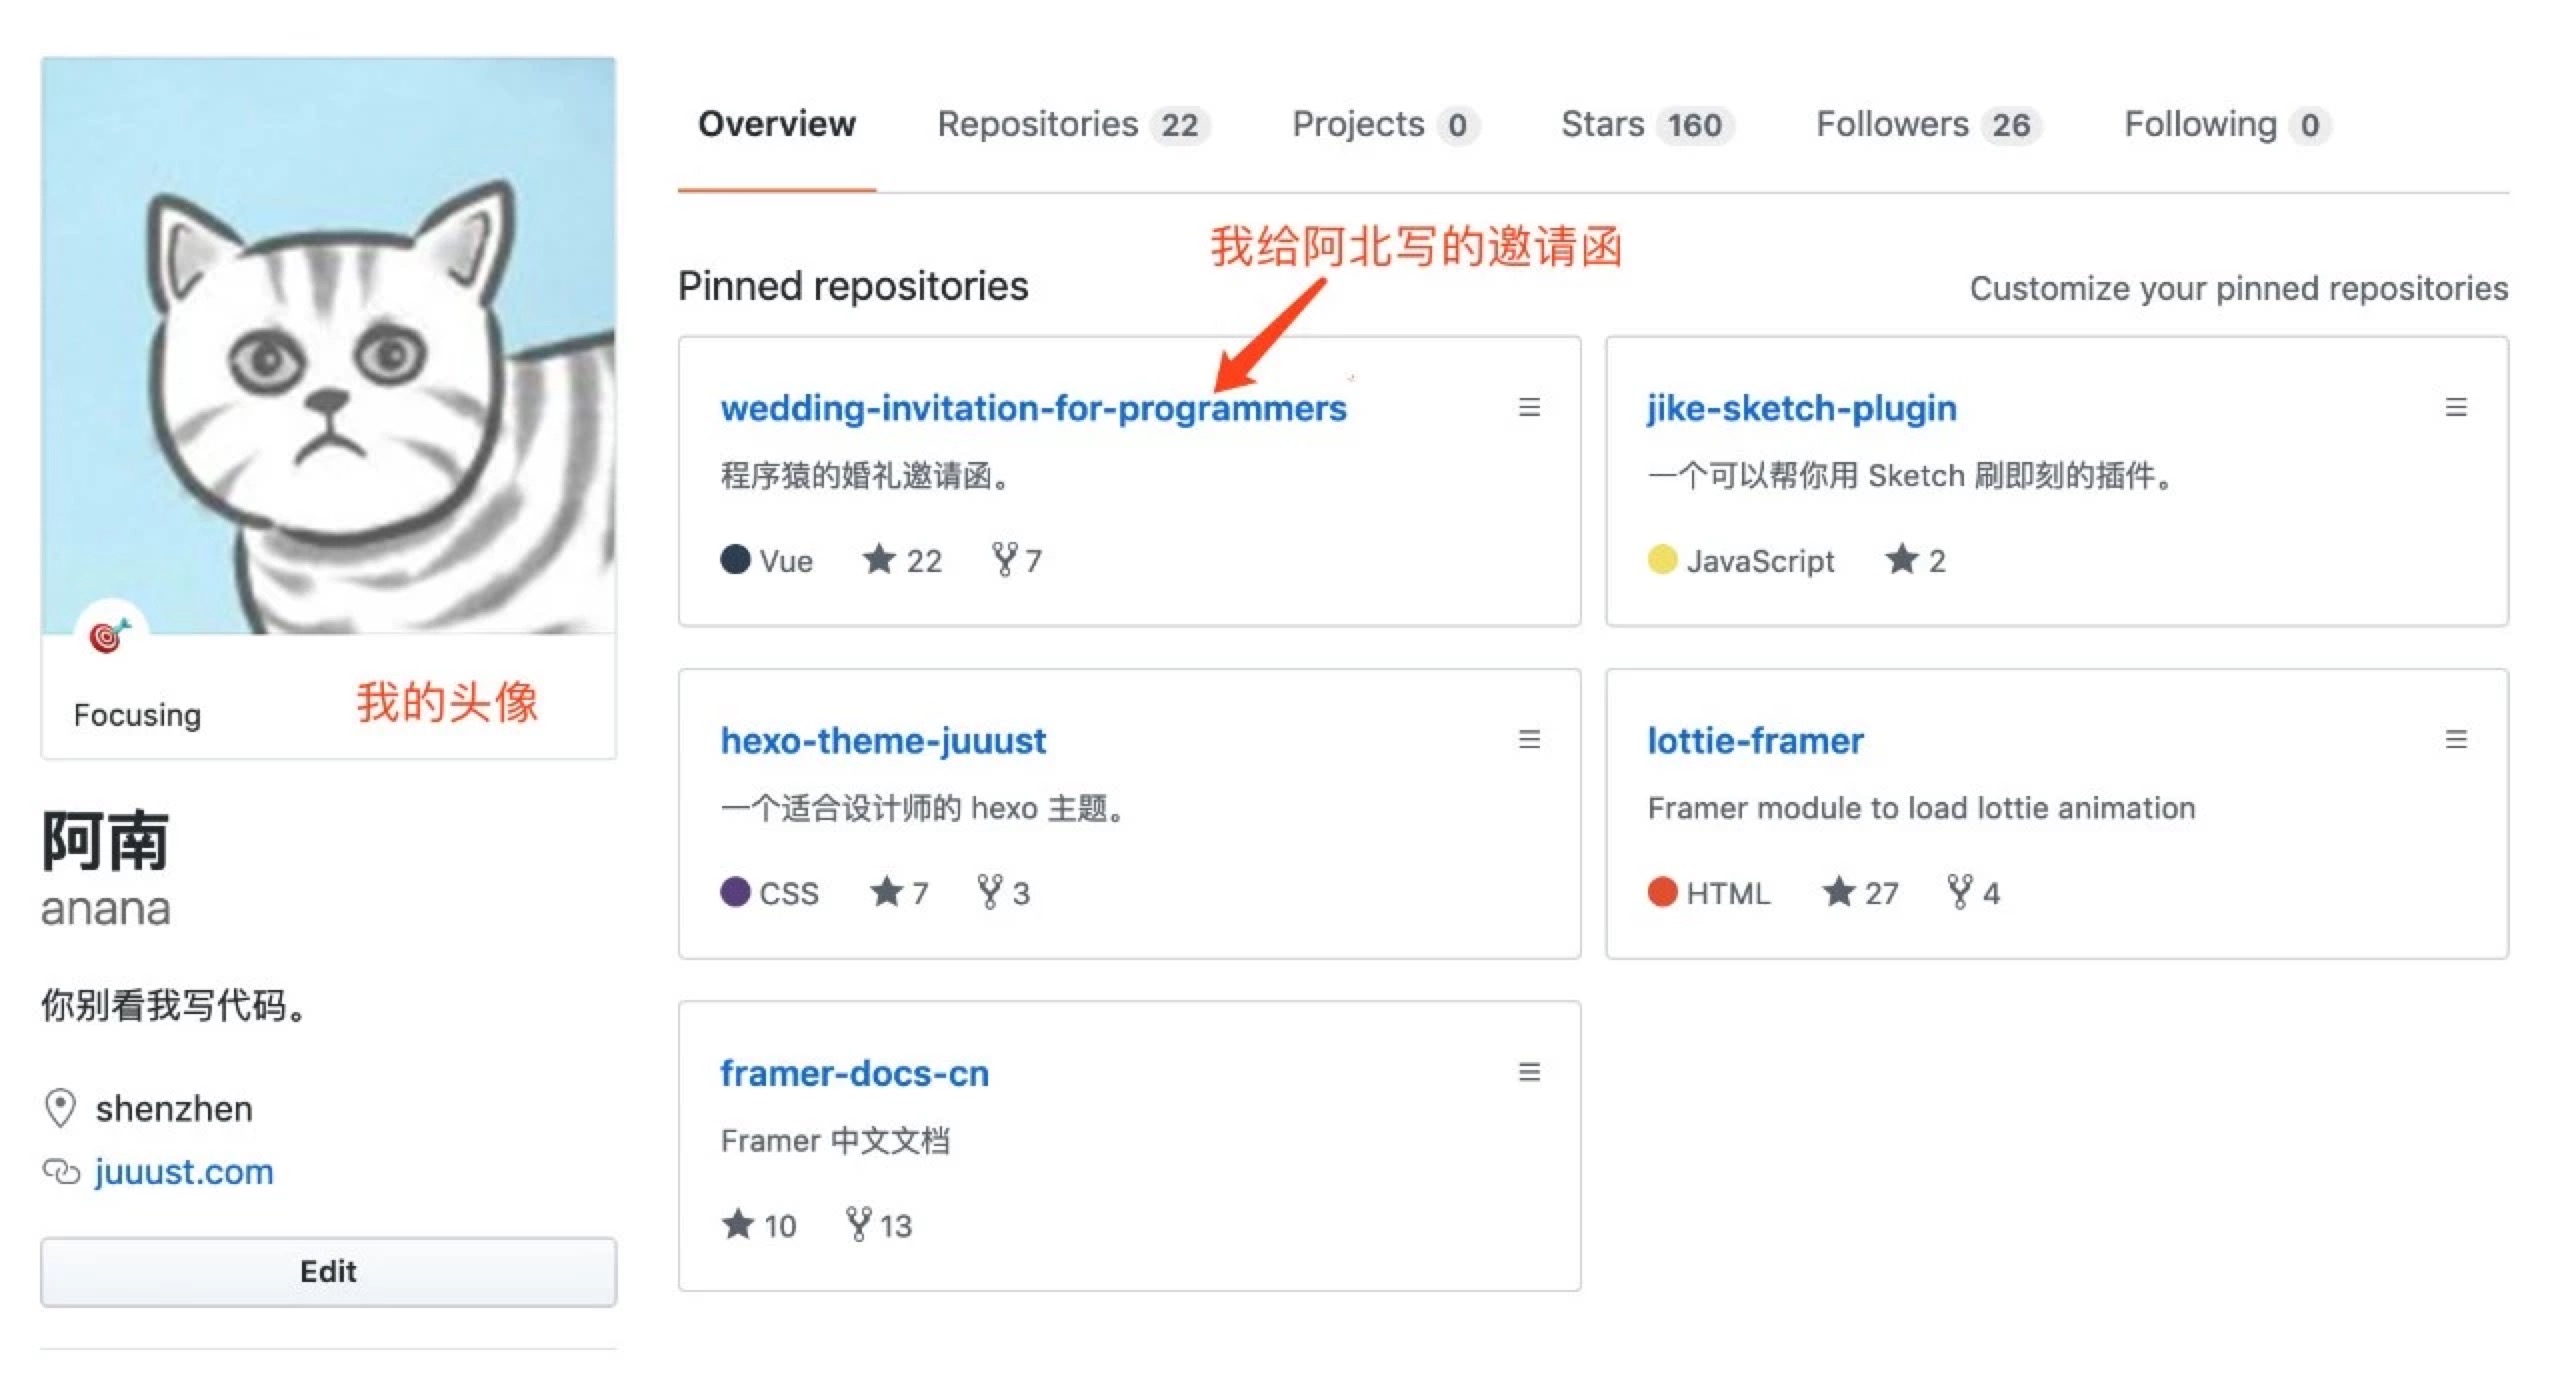 Overview Repositories 22 Projects 0 Stars 160 Followers 26 Following 0
我给阿北写的邀请函
Pinned repositories
Customize your pinned repositories
wedding-invitation-for-programmers
程序猿的婚礼邀请函。
Vue 22 7
jike-sketch-plugin
一个可以帮你用 Sketch 刷即刻的插件。
JavaScript 2
hexo-theme-juuust
一个适合设计师的 hexo 主题。
CSS 7 3
lottie-framer
Framer module to load lottie animation
HTML 27 4
framer-docs-cn
Framer 中文文档
10 13
Focusing
我的头像
阿南
anana
你别看我写代码。
shenzhen
juuust.com
Edit